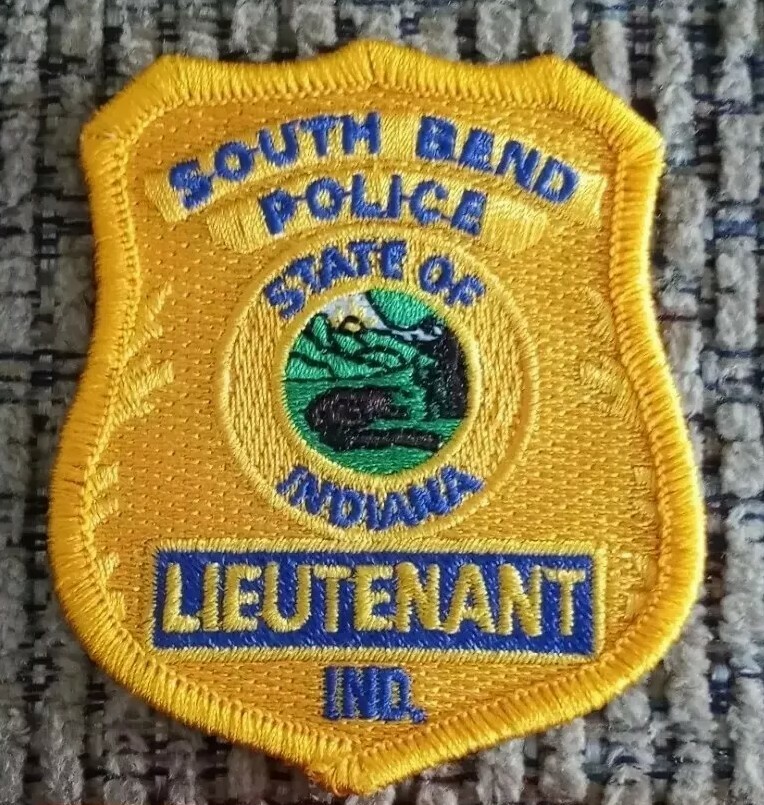 SOUTH BEND
POLICE
STATE OF
INDIANA
LIEUTENANT
IND.